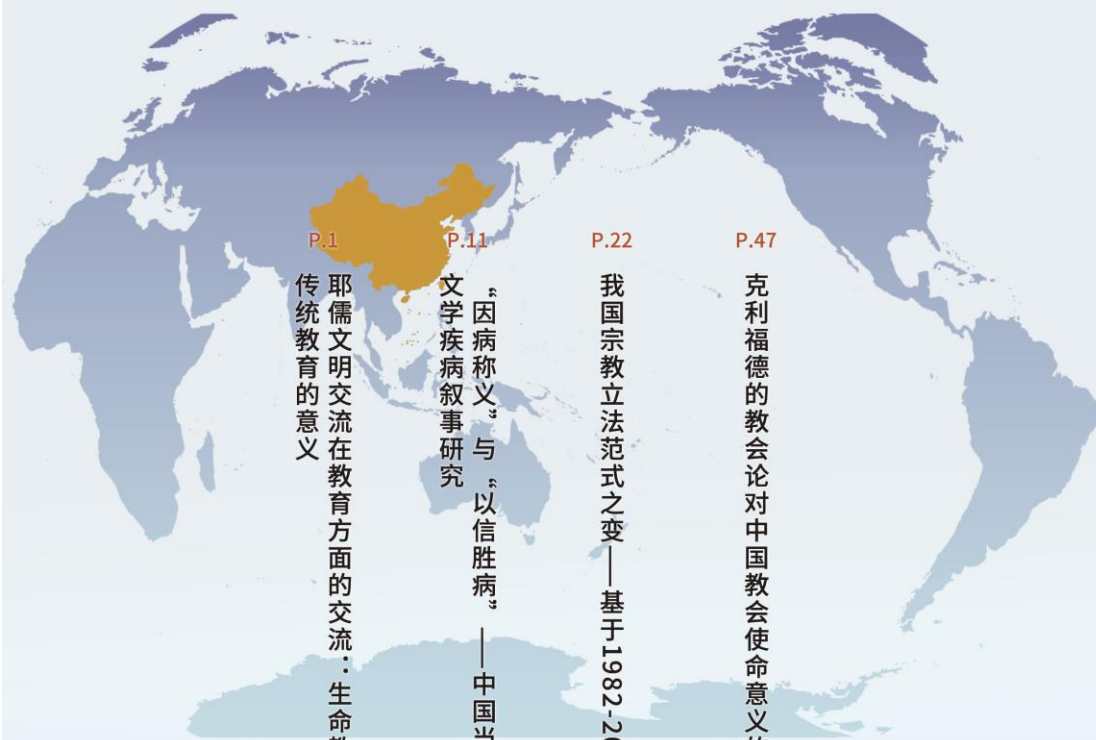 P.1
耶儒文明交流在教育方面的交流：生命教
传统教育的意义
P.11
“因病称义”与“以信胜病”——中国当
文学疾病叙事研究
P.22
我国宗教立法范式之变——基于1982-20
P.47
克利福德的教会论对中国教会使命意义的